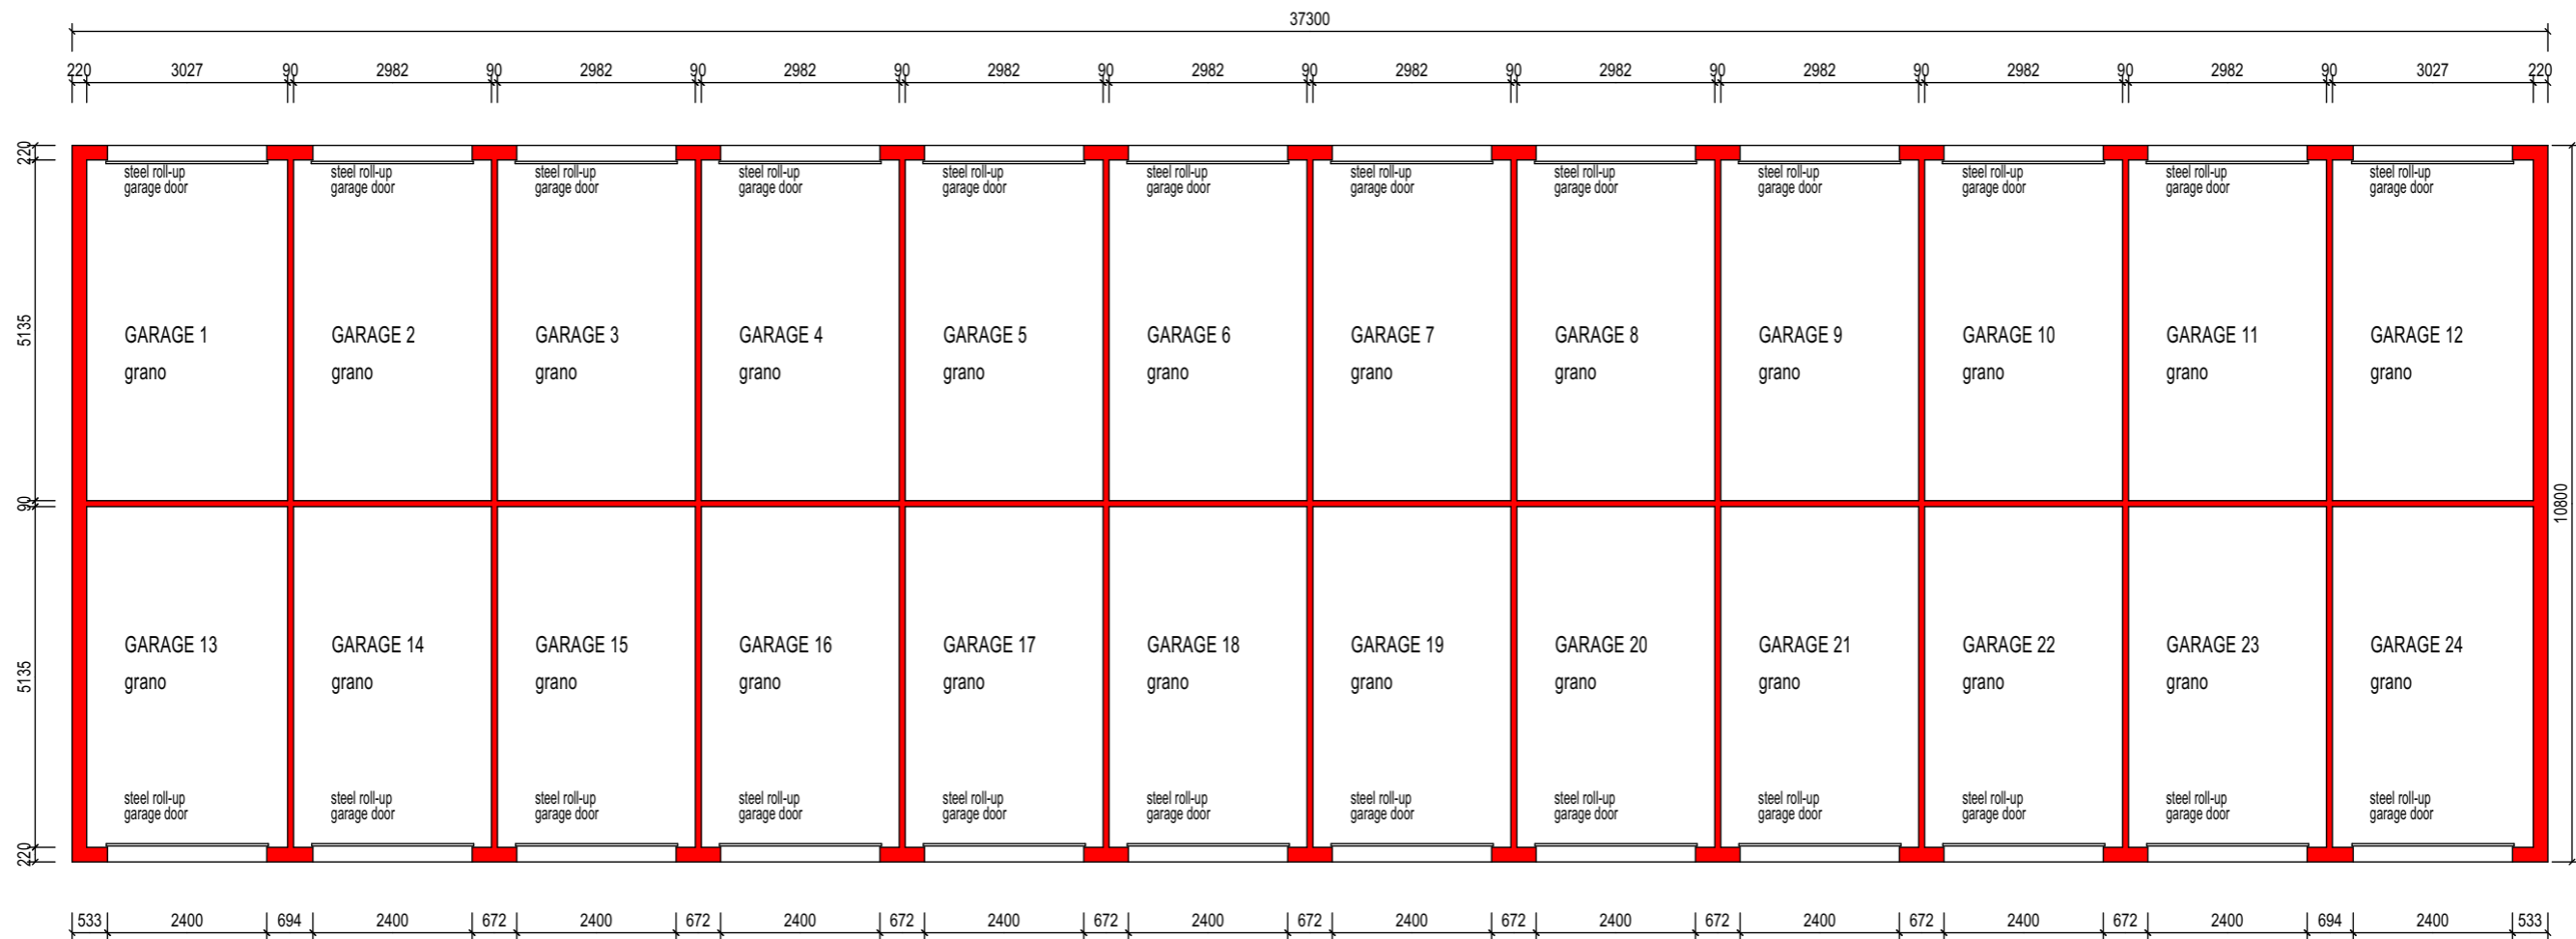 37300
220 3027 90 2982 90 2982 90 2982 90 2982 90 2982 90 2982 90 2982 90 2982 90 2982 90 2982 90 3027 220
220
steel roll-up steel roll-up steel roll-up steel roll-up steel roll-up steel roll-up steel roll-up steel roll-up steel roll-up steel roll-up steel roll-up steel roll-up
garage door garage door garage door garage door garage door garage door garage door garage door garage door garage door garage door garage door
5135
GARAGE 1 GARAGE 2 GARAGE 3 GARAGE 4 GARAGE 5 GARAGE 6 GARAGE 7 GARAGE 8 GARAGE 9 GARAGE 10 GARAGE 11 GARAGE 12
grano grano grano grano grano grano grano grano grano grano grano grano
90
10800
GARAGE 13 GARAGE 14 GARAGE 15 GARAGE 16 GARAGE 17 GARAGE 18 GARAGE 19 GARAGE 20 GARAGE 21 GARAGE 22 GARAGE 23 GARAGE 24
5135
grano grano grano grano grano grano grano grano grano grano grano grano
steel roll-up steel roll-up steel roll-up steel roll-up steel roll-up steel roll-up steel roll-up steel roll-up steel roll-up steel roll-up steel roll-up steel roll-up
garage door garage door garage door garage door garage door garage door garage door garage door garage door garage door garage door garage door
220
533 2400 694 2400 672 2400 672 2400 672 2400 672 2400 672 2400 672 2400 672 2400 672 2400 672 2400 694 2400 533